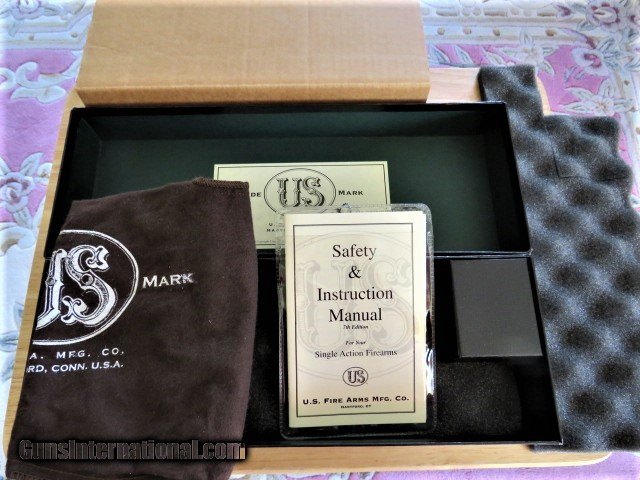 DE US MARK
Safety
&
Instruction
Manual
7th Edition
For Your
Single Action Firearms
US
U.S. FIRE ARMS MFG. CO.
HARTFORD, CT
US MARK
A. MFG. CO.
RD, CONN. U.S.A.
GunsInternational.com